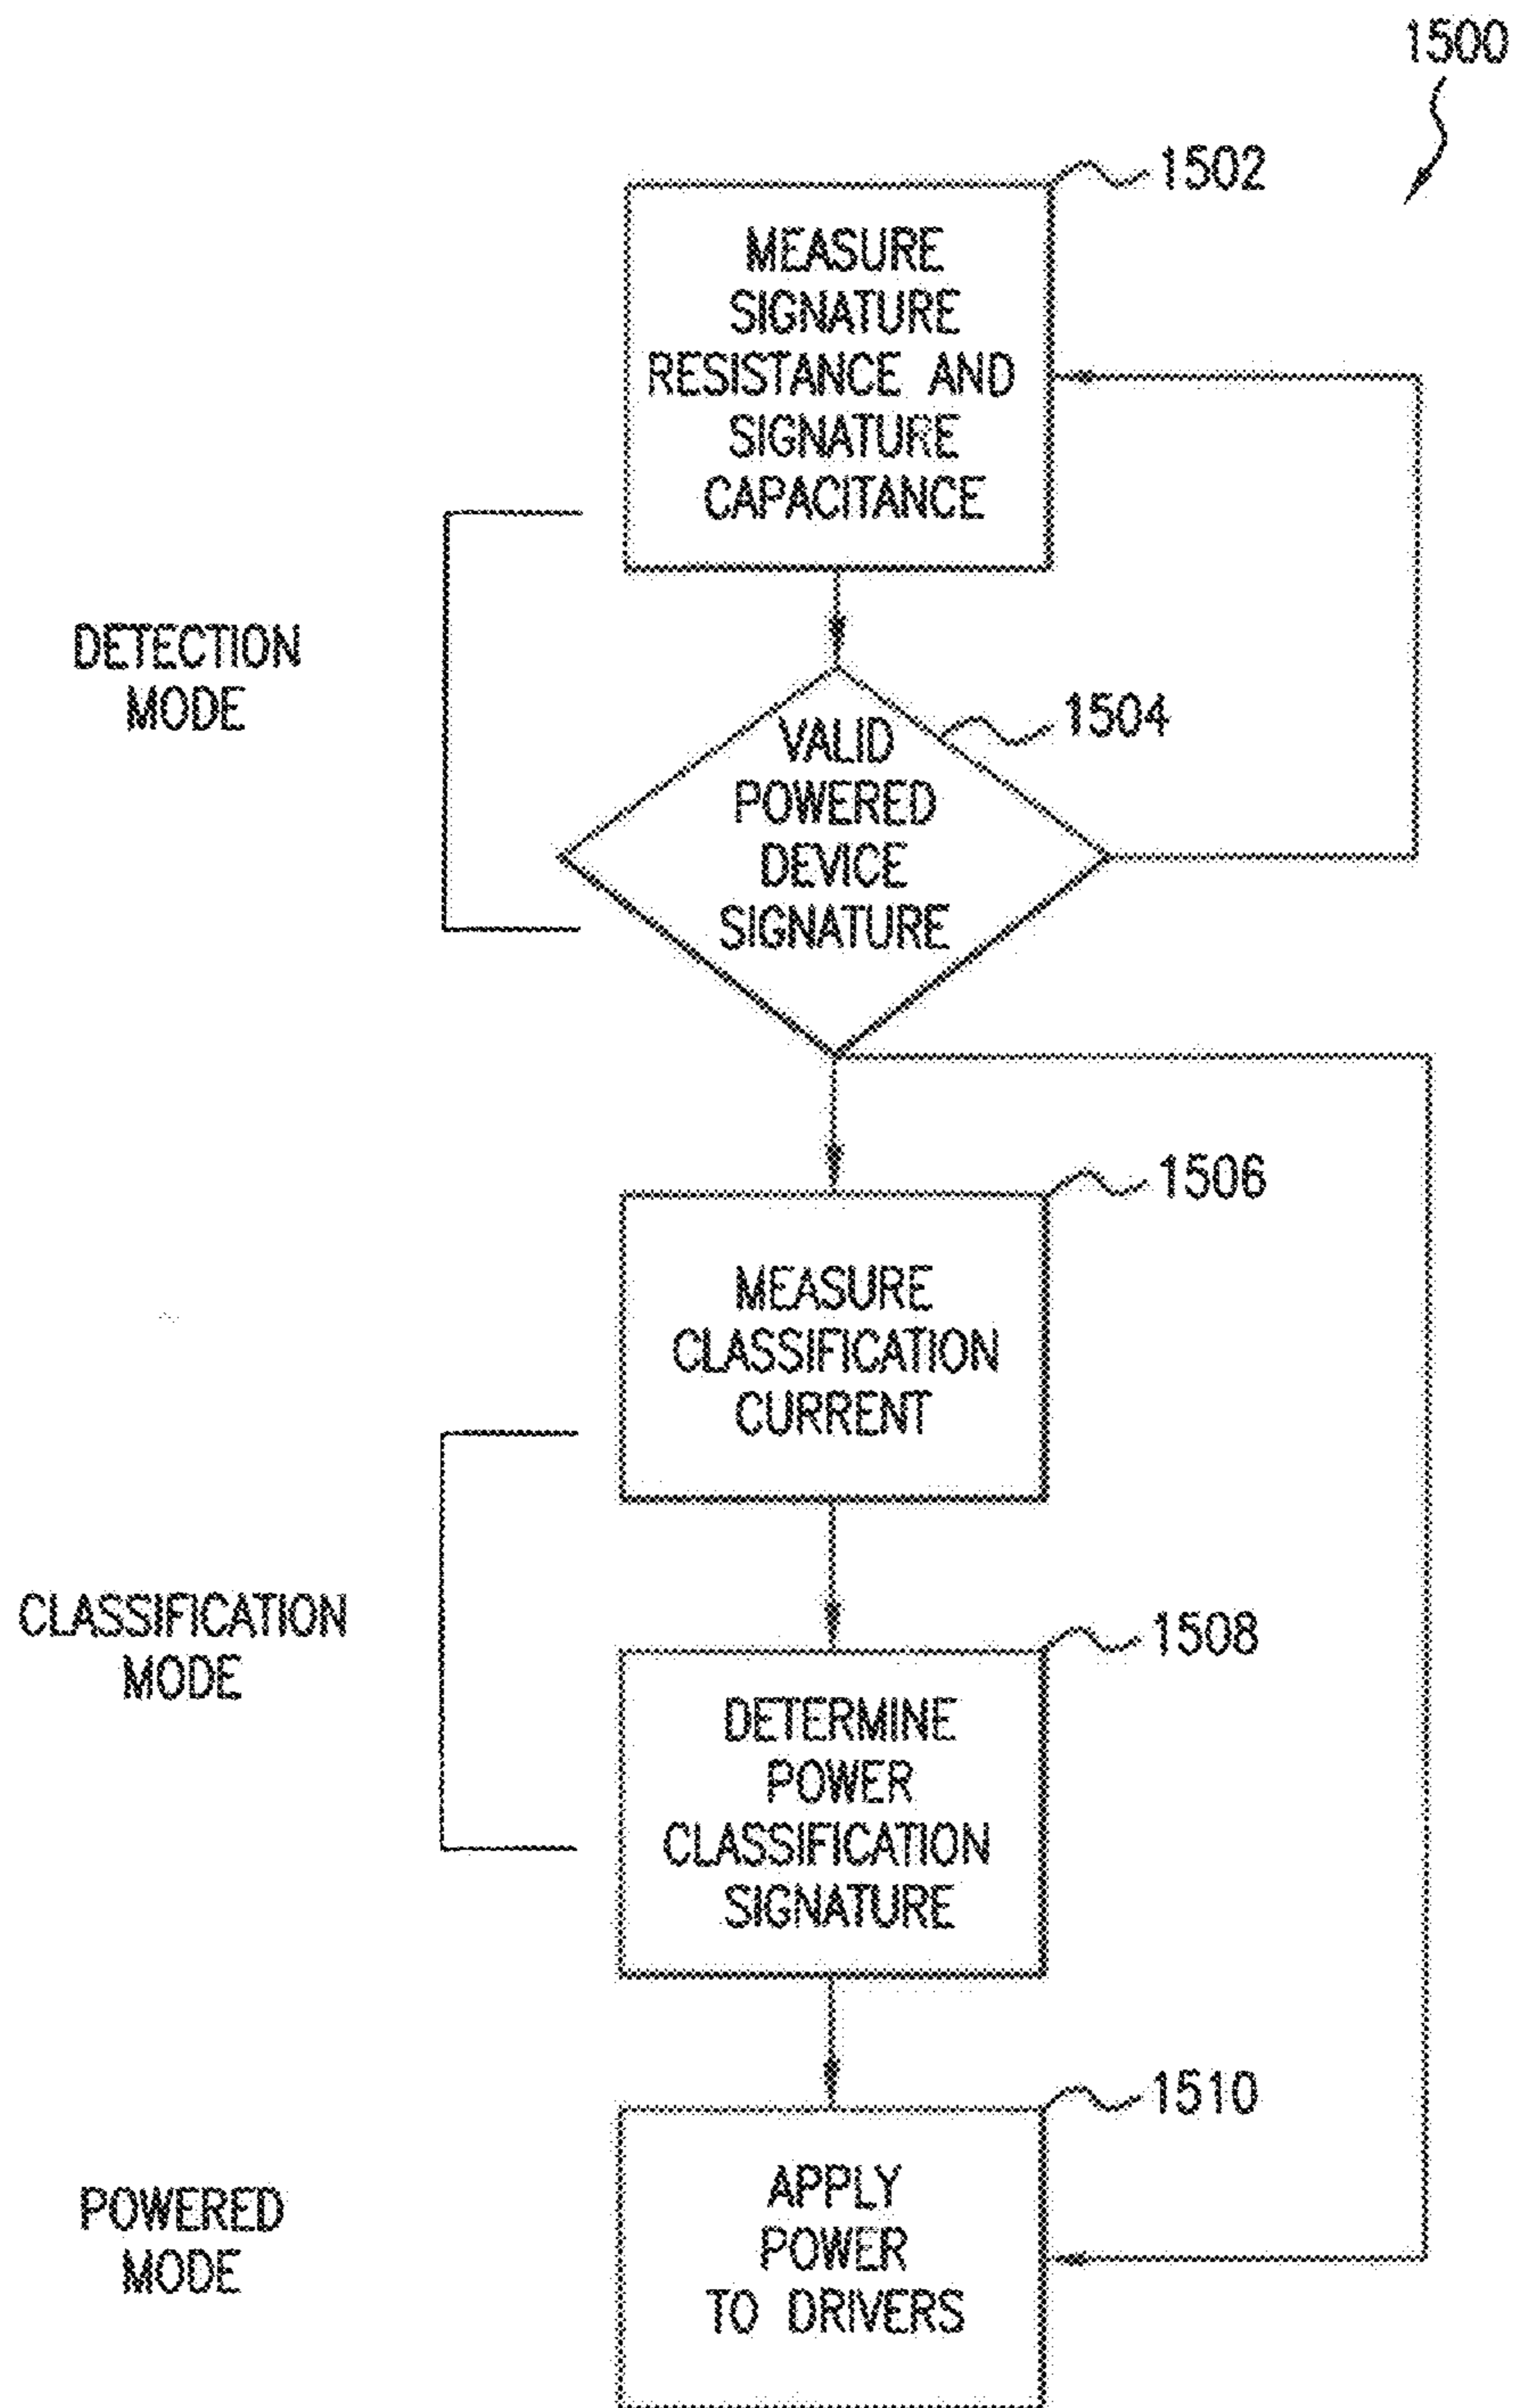 1500
1502
MEASURE
SIGNATURE
RESISTANCE AND
SIGNATURE
CAPACITANCE
DETECTION
MODE
1504
VALID
POWERED
DEVICE
SIGNATURE
1506
MEASURE
CLASSIFICATION
CURRENT
CLASSIFICATION
MODE
1508
DETERMINE
POWER
CLASSIFICATION
SIGNATURE
1510
APPLY
POWER
TO DRIVERS
POWERED
MODE